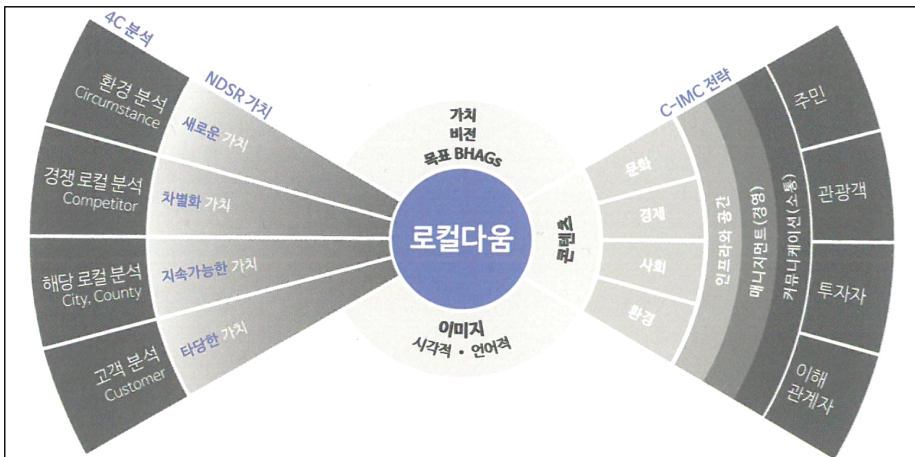 4C 분석
환경 분석
Circumstance
경쟁 로컬 분석
Competitor
해당 로컬 분석
City, County
고객 분석
Customer
NDSR 가치
새로운 가치
차별화 가치
지속가능한 가치
타당한 가치
가치
비전
목표 BHAGs
로컬다움
콘텐츠
이미지
시각적 · 언어적
C-IMC 전략
문화
경제
사회
환경
인프라와 공간
매니지먼트(경영)
커뮤니케이션(소통)
주민
관광객
투자자
이해
관계자